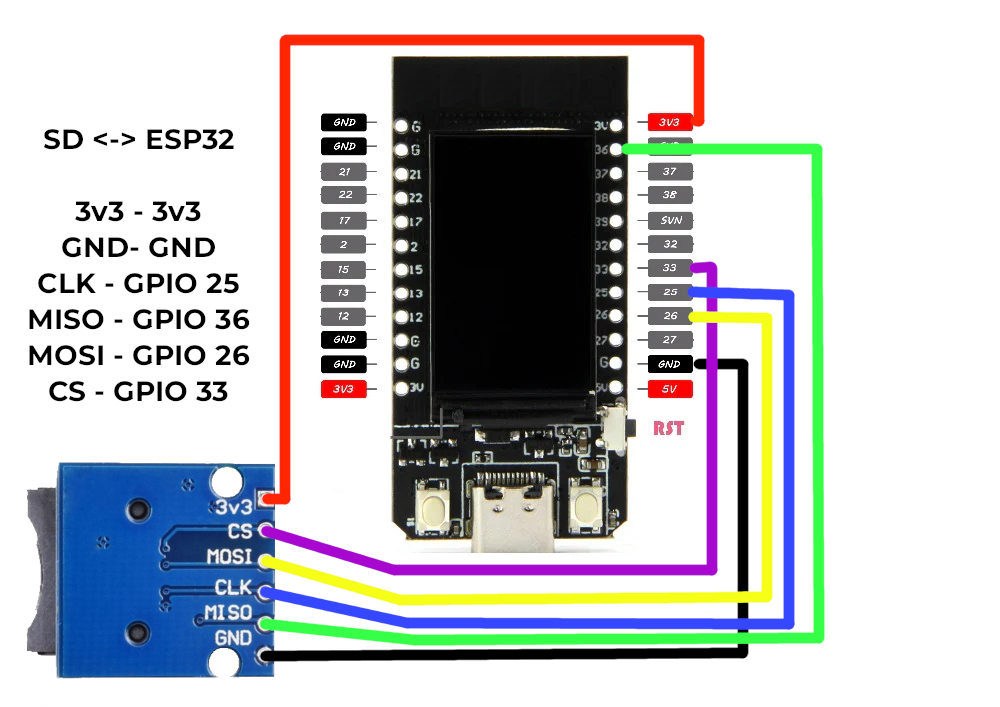 SD <-> ESP32
3v3 - 3v3
GND- GND
CLK - GPIO 25
MISO - GPIO 36
MOSI - GPIO 26
CS - GPIO 33
GND
GND
21
22
17
2
15
13
12
GND
GND
3V3
G
G
21
22
17
2
15
13
12
G
G
3V
3V
36
37
38
39
32
33
25
26
27
G
5V
3V3
37
38
SVN
32
33
25
26
27
GND
5V
RST
3v3
CS
MOSI
CLK
MISO
GND